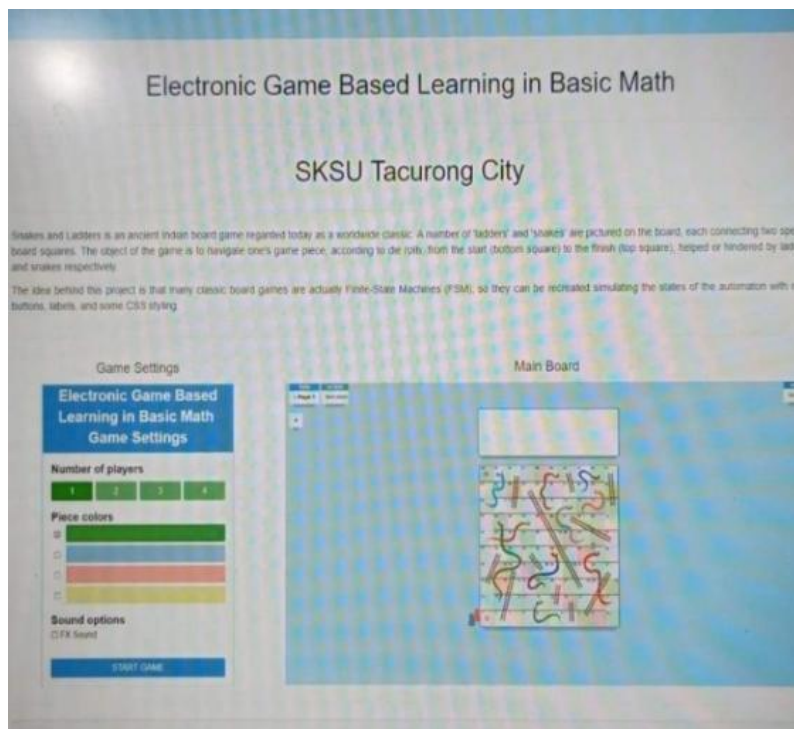 Electronic Game Based Learning in Basic Math
SKSU Tacurong City
Snakes and Ladders is an ancient Indian board game regarded today as a worldwide classic. A number of 'ladders' and 'snakes' are pictured on the board, each connecting two spe
board squares. The object of the game is to navigate one's game piece, according to die rolls, from the start (bottom square) to the finish (top square), helped or hindered by lad
and snakes respectively.
The idea behind this project is that many classic board games are actually Finite-State Machines (FSM), so they can be recreated simulating the states of the automaton with
buttons, labels, and some CSS styling.
Game Settings
Main Board
Electronic Game Based
Learning in Basic Math
Game Settings
Number of players
1 2 3 4
Piece colors
Sound options
FX Sound
START GAME
Player 1